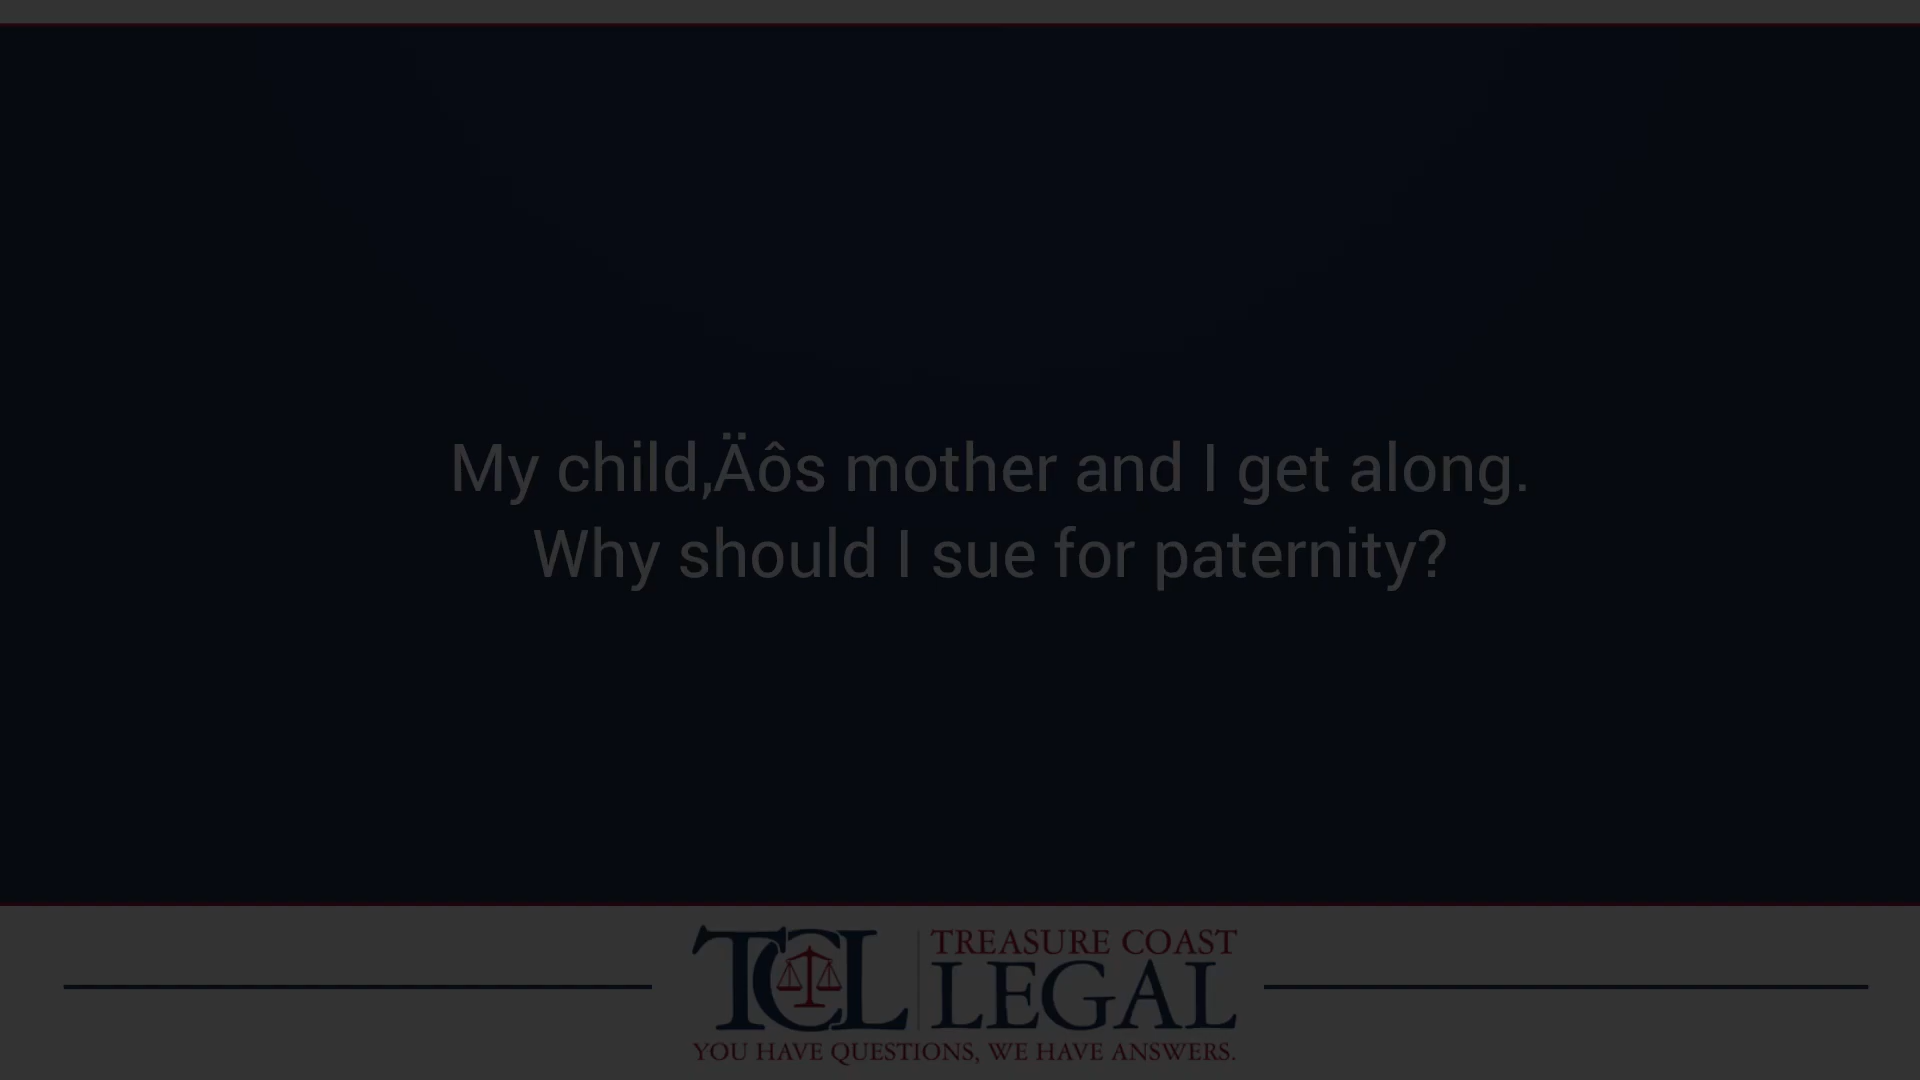 My child,Äôs mother and I get along.
Why should I sue for paternity?
TCL
TREASURE COAST
LEGAL
YOU HAVE QUESTIONS, WE HAVE ANSWERS.